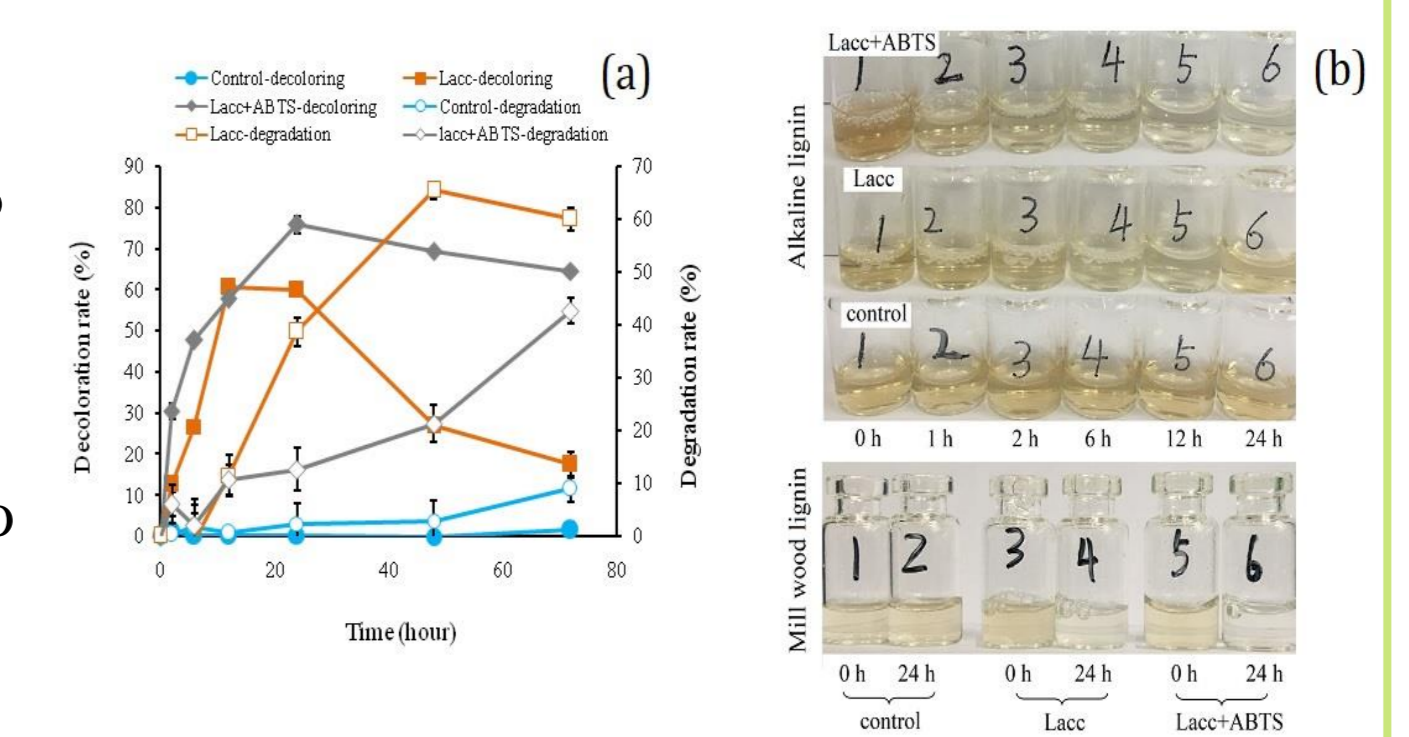 (a)
Control-decoloring Lacc-decoloring
Lacc+ABTS-decoloring Control-degradation
Lacc-degradation lacc+ABTS-degradation
90 70
80 60
70 50
60 40
50 30
40 20
30 10
20 0
10
0
0 20 40 60 80
Decoloration rate (%)
Degradation rate (%)
Time (hour)
(b)
Alkaline lignin
Lacc+ABTS
1 2 3 4 5 6
Lacc
1 2 3 4 5 6
control
1 2 3 4 5 6
0 h 1 h 2 h 6 h 12 h 24 h
Mill wood lignin
1 2 3 4 5 6
0 h 24 h 0 h 24 h 0 h 24 h
control Lacc Lacc+ABTS